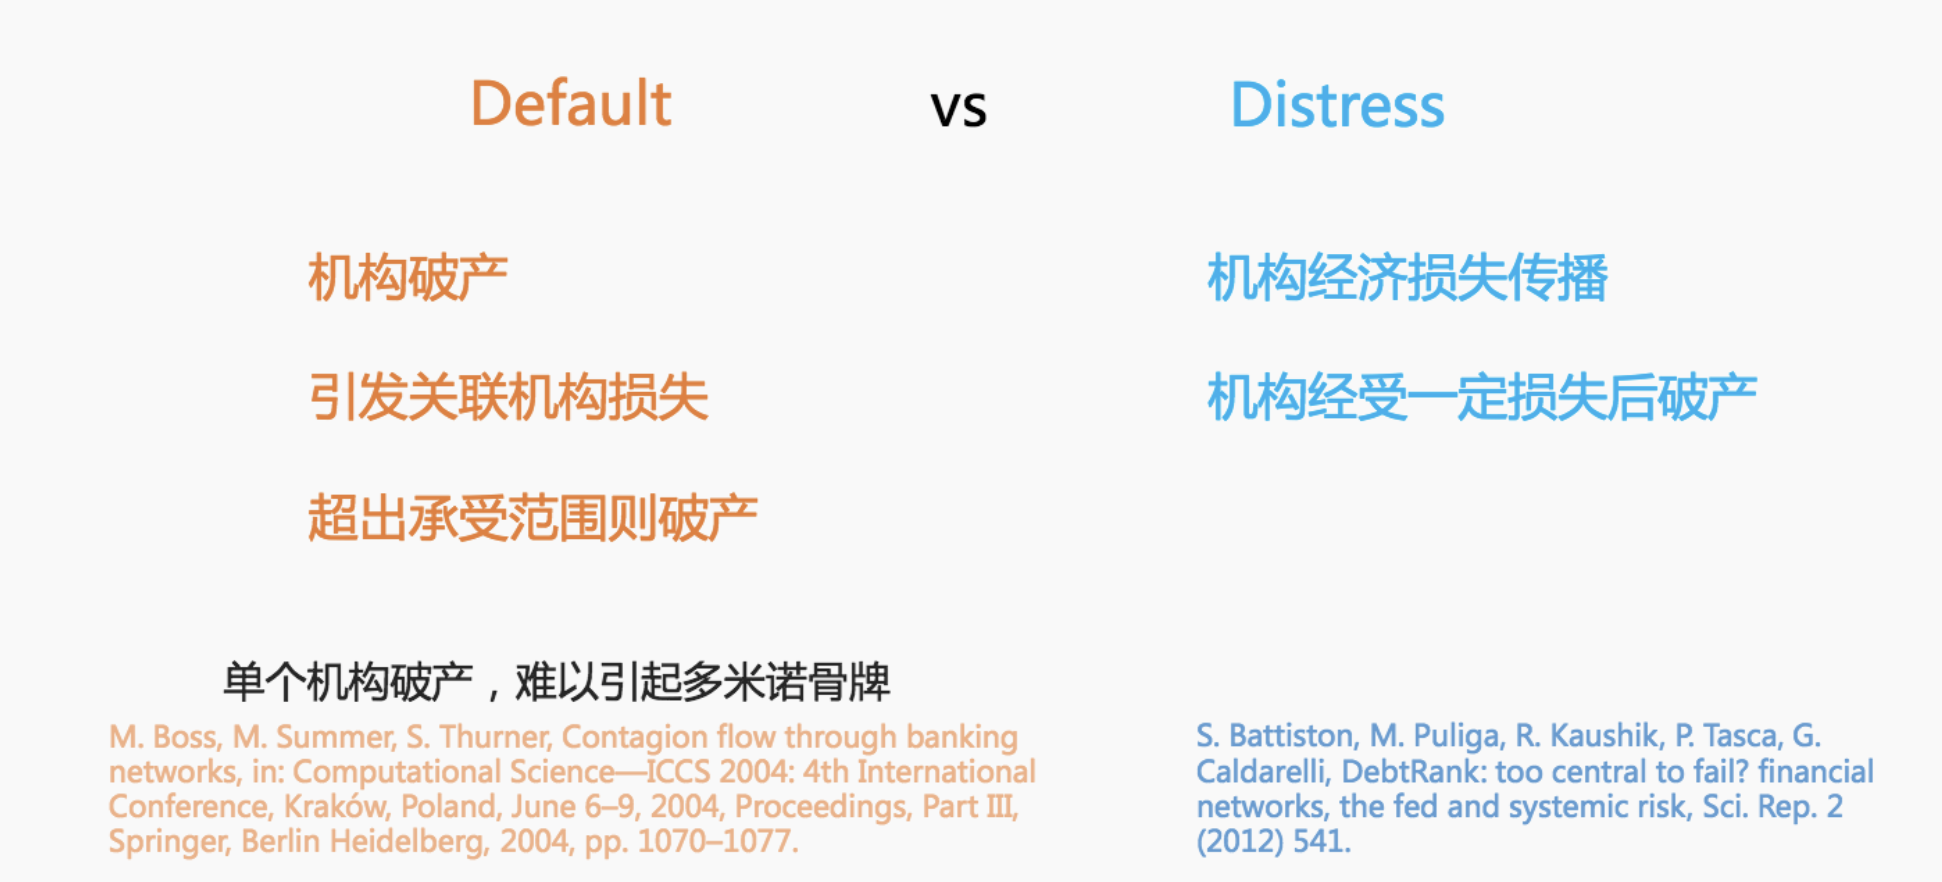 Default vs Distress
机构破产
机构经济损失传播
引发关联机构损失
机构经受一定损失后破产
超出承受范围则破产
单个机构破产，难以引起多米诺骨牌
M. Boss, M. Summer, S. Thurner, Contagion flow through banking
networks, in: Computational Science—ICCS 2004: 4th International
Conference, Kraków, Poland, June 6–9, 2004, Proceedings, Part III,
Springer, Berlin Heidelberg, 2004, pp. 1070–1077.
S. Battiston, M. Puliga, R. Kaushik, P. Tasca, G.
Caldarelli, DebtRank: too central to fail? financial
networks, the fed and systemic risk, Sci. Rep. 2
(2012) 541.